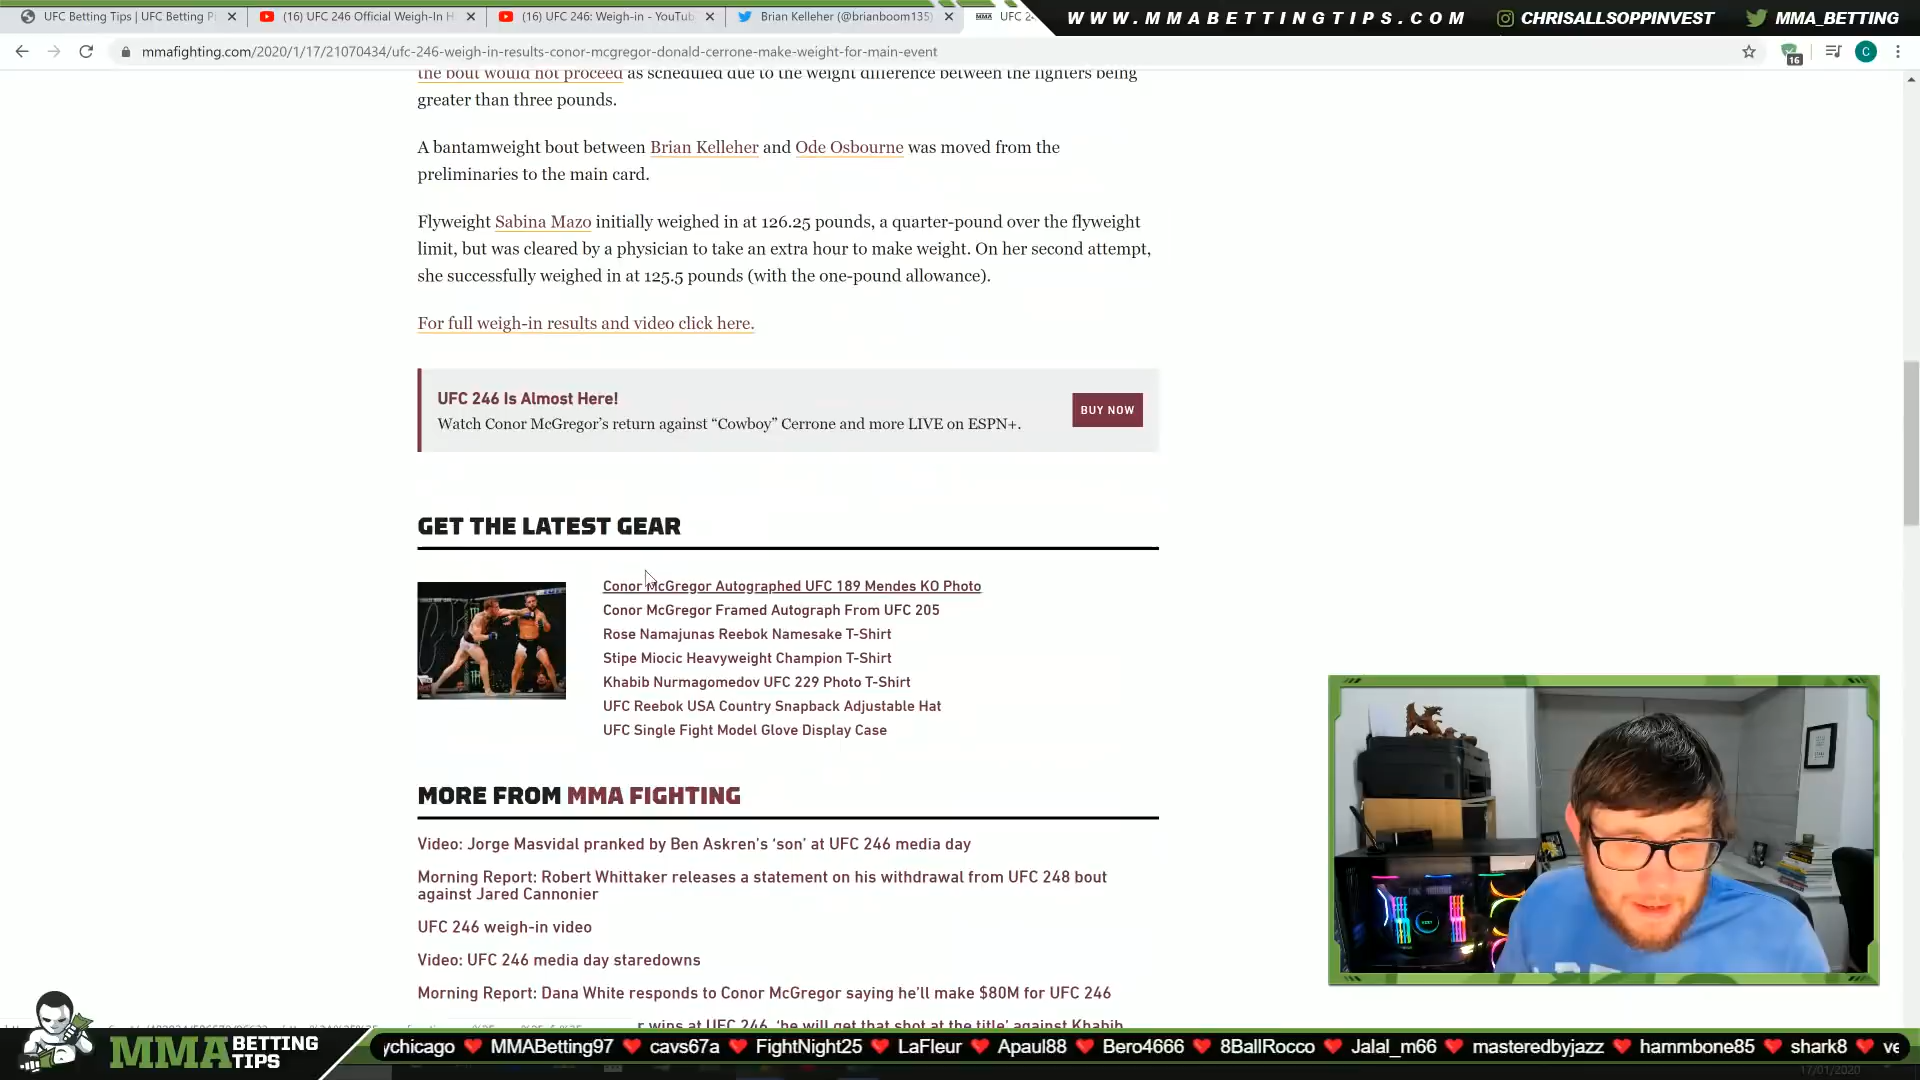 UFC Betting Tips | UFC Betting P
(16) UFC 246 Official Weigh-In H
(16) UFC 246: Weigh-in - YouTub
Brian Kelleher (@brianboom135)
MMA UFC 2
WWW.MMABETTINGTIPS.COM
CHRISALLSOPPINVEST
MMA_BETTING
mmafighting.com/2020/1/17/21070434/ufc-246-weigh-in-results-conor-mcgregor-donald-cerrone-make-weight-for-main-event
16
C
the bout would not proceed as scheduled due to the weight difference between the fighters being
greater than three pounds.
A bantamweight bout between Brian Kelleher and Ode Osbourne was moved from the
preliminaries to the main card.
Flyweight Sabina Mazo initially weighed in at 126.25 pounds, a quarter-pound over the flyweight
limit, but was cleared by a physician to take an extra hour to make weight. On her second attempt,
she successfully weighed in at 125.5 pounds (with the one-pound allowance).
For full weigh-in results and video click here.
UFC 246 Is Almost Here!
Watch Conor McGregor’s return against “Cowboy” Cerrone and more LIVE on ESPN+.
BUY NOW
GET THE LATEST GEAR
Conor McGregor Autographed UFC 189 Mendes KO Photo
Conor McGregor Framed Autograph From UFC 205
Rose Namajunas Reebok Namesake T-Shirt
Stipe Miocic Heavyweight Champion T-Shirt
Khabib Nurmagomedov UFC 229 Photo T-Shirt
UFC Reebok USA Country Snapback Adjustable Hat
UFC Single Fight Model Glove Display Case
MORE FROM MMA FIGHTING
Video: Jorge Masvidal pranked by Ben Askren’s ‘son’ at UFC 246 media day
Morning Report: Robert Whittaker releases a statement on his withdrawal from UFC 248 bout
against Jared Cannonier
UFC 246 weigh-in video
Video: UFC 246 media day staredowns
Morning Report: Dana White responds to Conor McGregor saying he’ll make $80M for UFC 246
r wins at UFC 246, ‘he will get that shot at the title’ against Khabib
MMA BETTING TIPS
ychicago MMABetting97 cavs67a FightNight25 LaFleur Apaul88 Bero4666 8BallRocco Jalal_m66 masteredbyjazz hammbone85 shark8 ve
17/01/2020